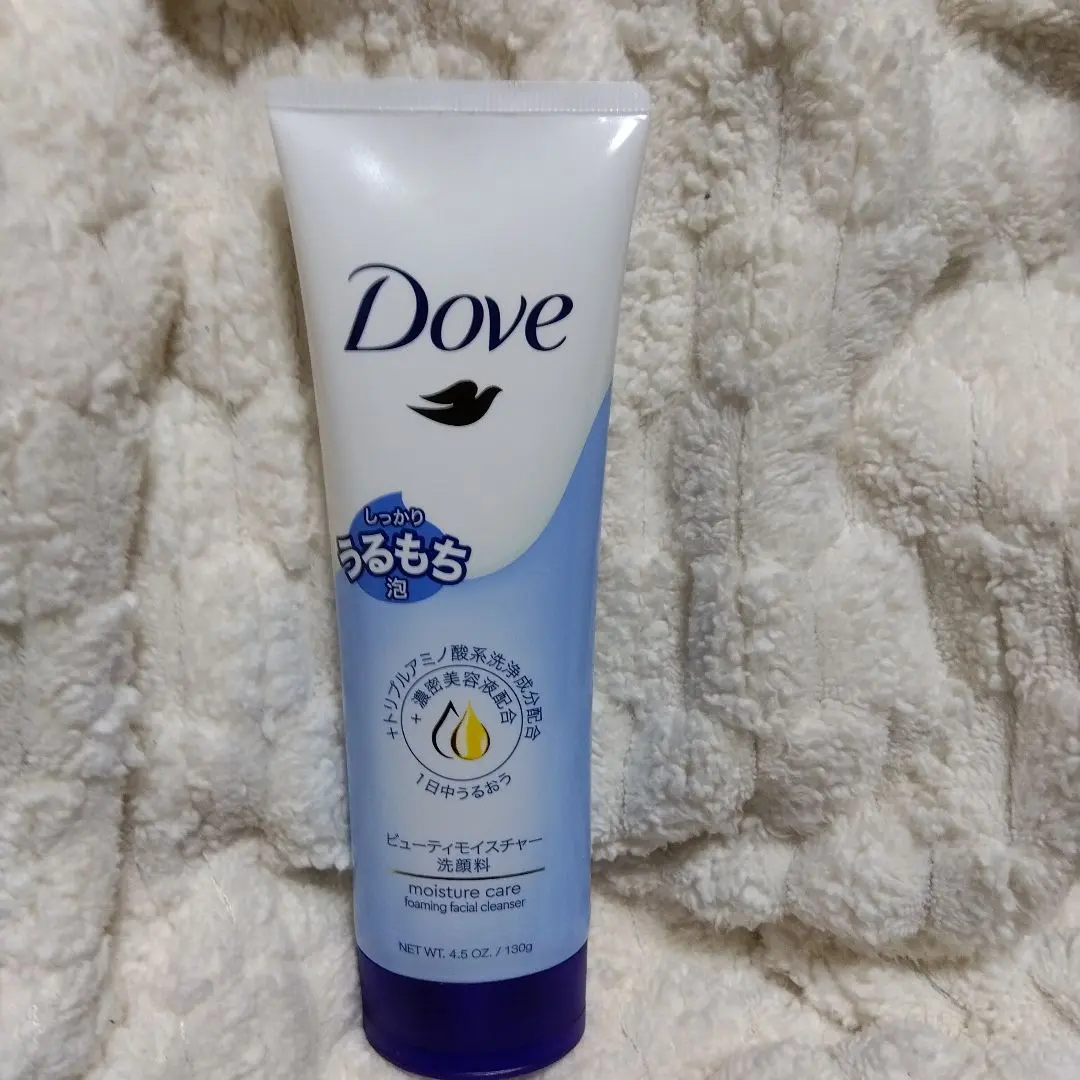 Dove
しっかり
うるもち
泡
+トリプルアミノ酸系洗浄成分配合
+濃密美容液配合
1日中うるおう
ビューティモイスチャー
洗顔料
moisture care
foaming facial cleanser
NET WT. 4.5 OZ. / 130g